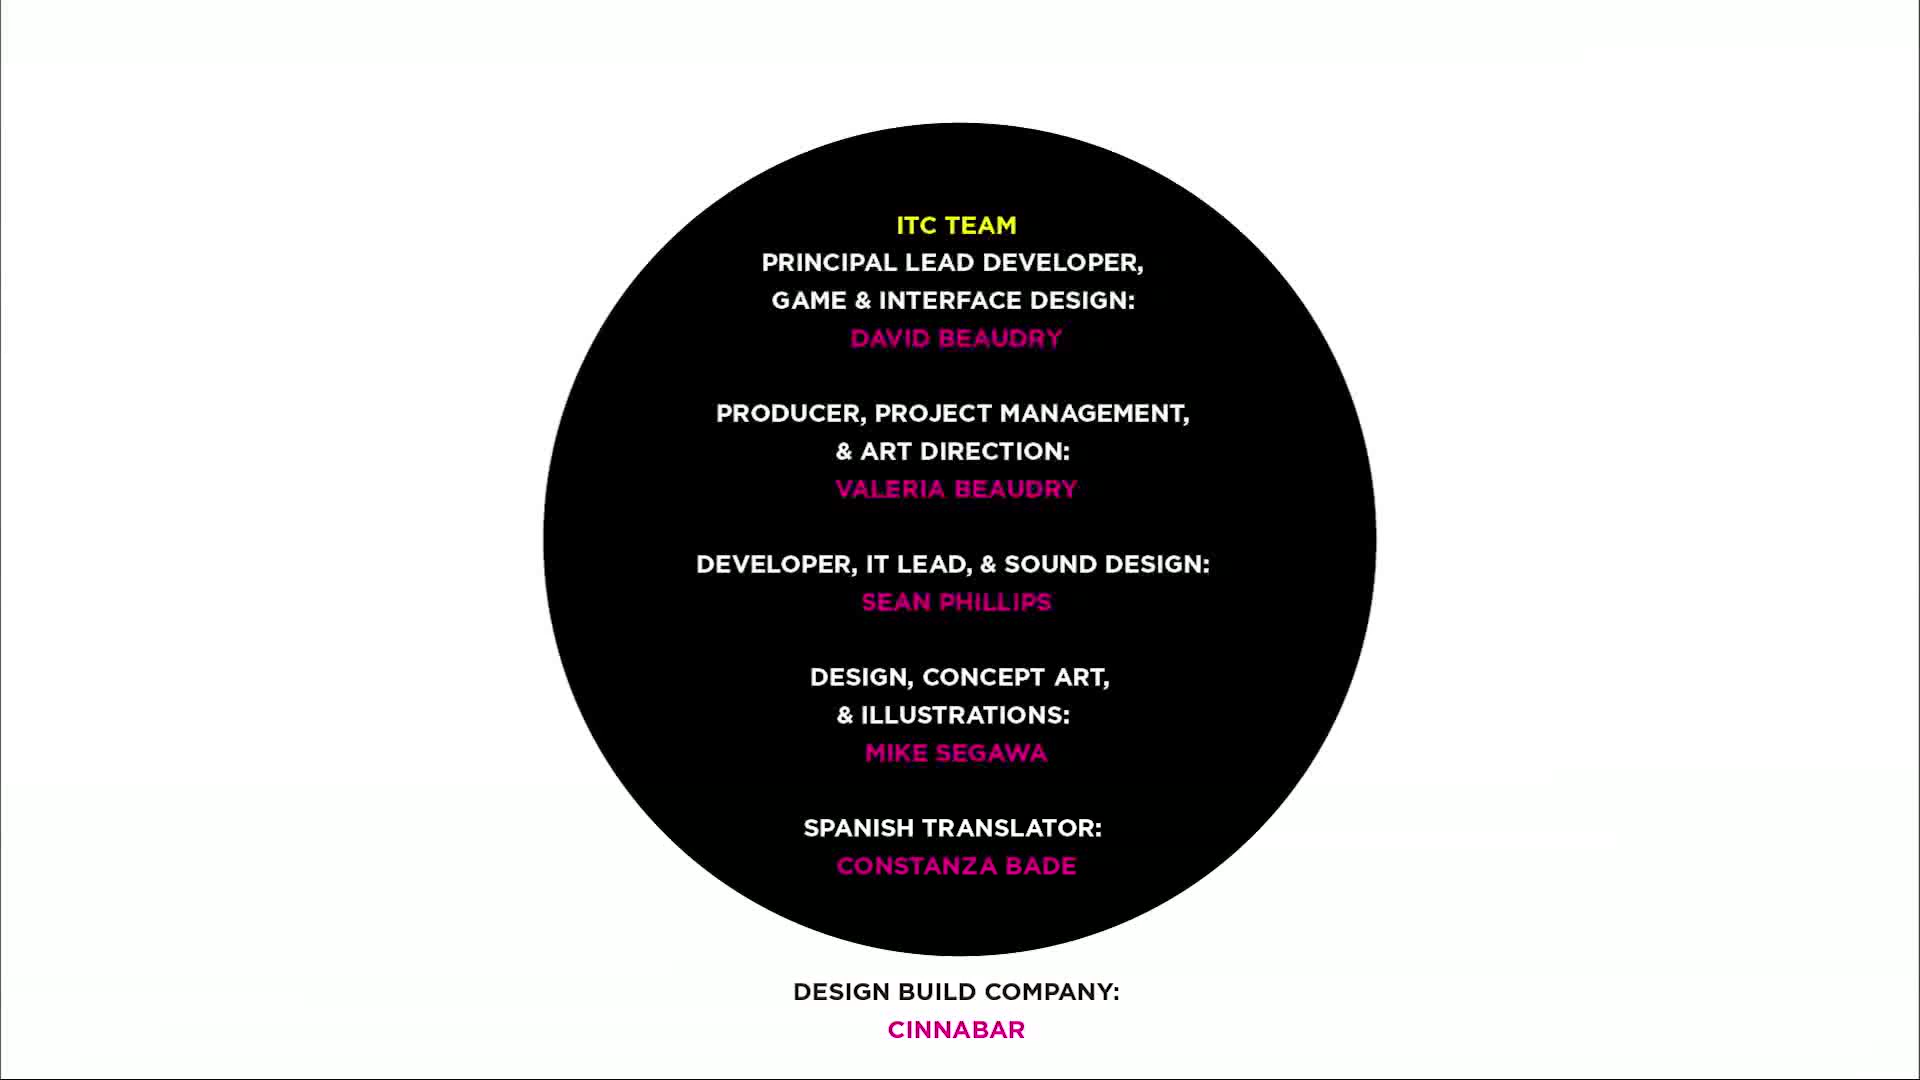 ITC TEAM
PRINCIPAL LEAD DEVELOPER,
GAME & INTERFACE DESIGN:
DAVID BEAUDRY
PRODUCER, PROJECT MANAGEMENT,
& ART DIRECTION:
VALERIA BEAUDRY
DEVELOPER, IT LEAD, & SOUND DESIGN:
SEAN PHILLIPS
DESIGN, CONCEPT ART,
& ILLUSTRATIONS:
MIKE SEGAWA
SPANISH TRANSLATOR:
CONSTANZA BADE
DESIGN BUILD COMPANY:
CINNABAR